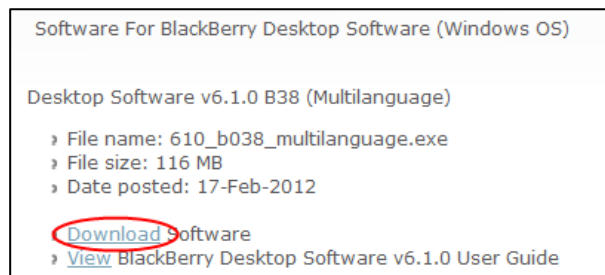 Software For BlackBerry Desktop Software (Windows OS)
Desktop Software v6.1.0 B38 (Multilanguage)
File name: 610_b038_multilanguage.exe
File size: 116 MB
Date posted: 17-Feb-2012
Download Software
View BlackBerry Desktop Software v6.1.0 User Guide